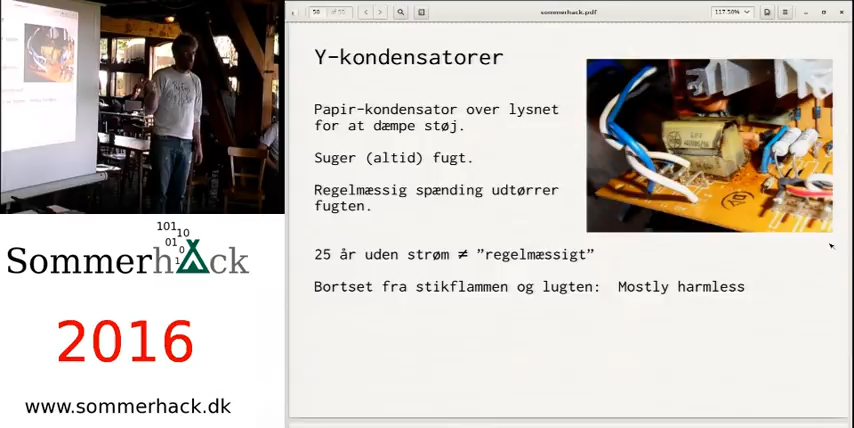 50
sommerhack.pdf
117.50%
Y-kondensatorer
Papir-kondensator over lysnet
for at dæmpe støj.
Suger (altid) fugt.
Regelmæssig spænding udtørrer
fugten.
25 år uden strøm ≠ ”regelmæssigt”
Bortset fra stikflammen og lugten: Mostly harmless
101
10
01
0
1
Sommerhack
2016
www.sommerhack.dk